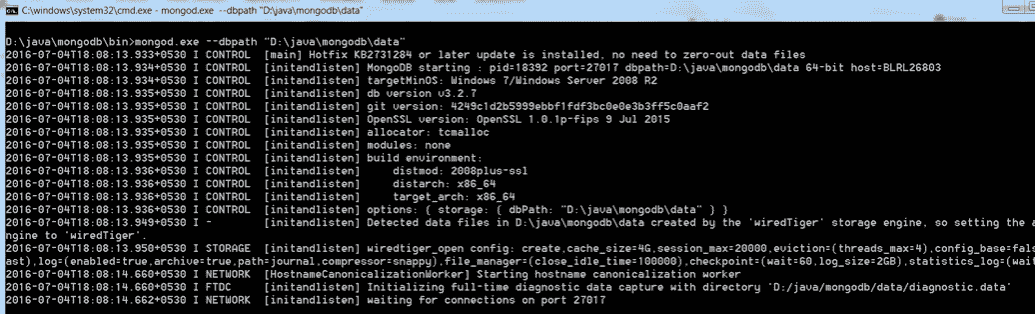 C:\windows\system32\cmd.exe - mongod.exe --dbpath "D:\java\mongodb\data"
D:\java\mongodb\bin>mongod.exe --dbpath "D:\java\mongodb\data"
2016-07-04T18:08:13.933+0530 I CONTROL  [main] Hotfix KB2731284 or later update is installed, no need to zero-out data files
2016-07-04T18:08:13.934+0530 I CONTROL  [initandlisten] MongoDB starting : pid=18392 port=27017 dbpath=D:\java\mongodb\data 64-bit host=BLRL26803
2016-07-04T18:08:13.934+0530 I CONTROL  [initandlisten] targetMinOS: Windows 7/Windows Server 2008 R2
2016-07-04T18:08:13.935+0530 I CONTROL  [initandlisten] db version v3.2.7
2016-07-04T18:08:13.935+0530 I CONTROL  [initandlisten] git version: 4249c1d2b5999ebbf1fdf3bc0e0e3b3ff5c0aaf2
2016-07-04T18:08:13.935+0530 I CONTROL  [initandlisten] OpenSSL version: OpenSSL 1.0.1p-fips 9 Jul 2015
2016-07-04T18:08:13.935+0530 I CONTROL  [initandlisten] allocator: tcmalloc
2016-07-04T18:08:13.935+0530 I CONTROL  [initandlisten] modules: none
2016-07-04T18:08:13.935+0530 I CONTROL  [initandlisten] build environment:
2016-07-04T18:08:13.936+0530 I CONTROL  [initandlisten]     distmod: 2008plus-ssl
2016-07-04T18:08:13.936+0530 I CONTROL  [initandlisten]     distarch: x86_64
2016-07-04T18:08:13.936+0530 I CONTROL  [initandlisten]     target_arch: x86_64
2016-07-04T18:08:13.936+0530 I CONTROL  [initandlisten] options: { storage: { dbPath: "D:\java\mongodb\data" } }
2016-07-04T18:08:13.949+0530 I -        [initandlisten] Detected data files in D:\java\mongodb\data created by the 'wiredTiger' storage engine, so setting the
ngine to 'wiredTiger'.
2016-07-04T18:08:13.950+0530 I STORAGE  [initandlisten] wiredtiger_open config: create,cache_size=4G,session_max=20000,eviction=(threads_max=4),config_base=fal
ast),log=(enabled=true,archive=true,path=journal,compressor=snappy),file_manager=(close_idle_time=100000),checkpoint=(wait=60,log_size=2GB),statistics_log=(wait
2016-07-04T18:08:14.660+0530 I NETWORK  [HostnameCanonicalizationWorker] Starting hostname canonicalization worker
2016-07-04T18:08:14.660+0530 I FTDC     [initandlisten] Initializing full-time diagnostic data capture with directory 'D:/java/mongodb/data/diagnostic.data'
2016-07-04T18:08:14.662+0530 I NETWORK  [initandlisten] waiting for connections on port 27017